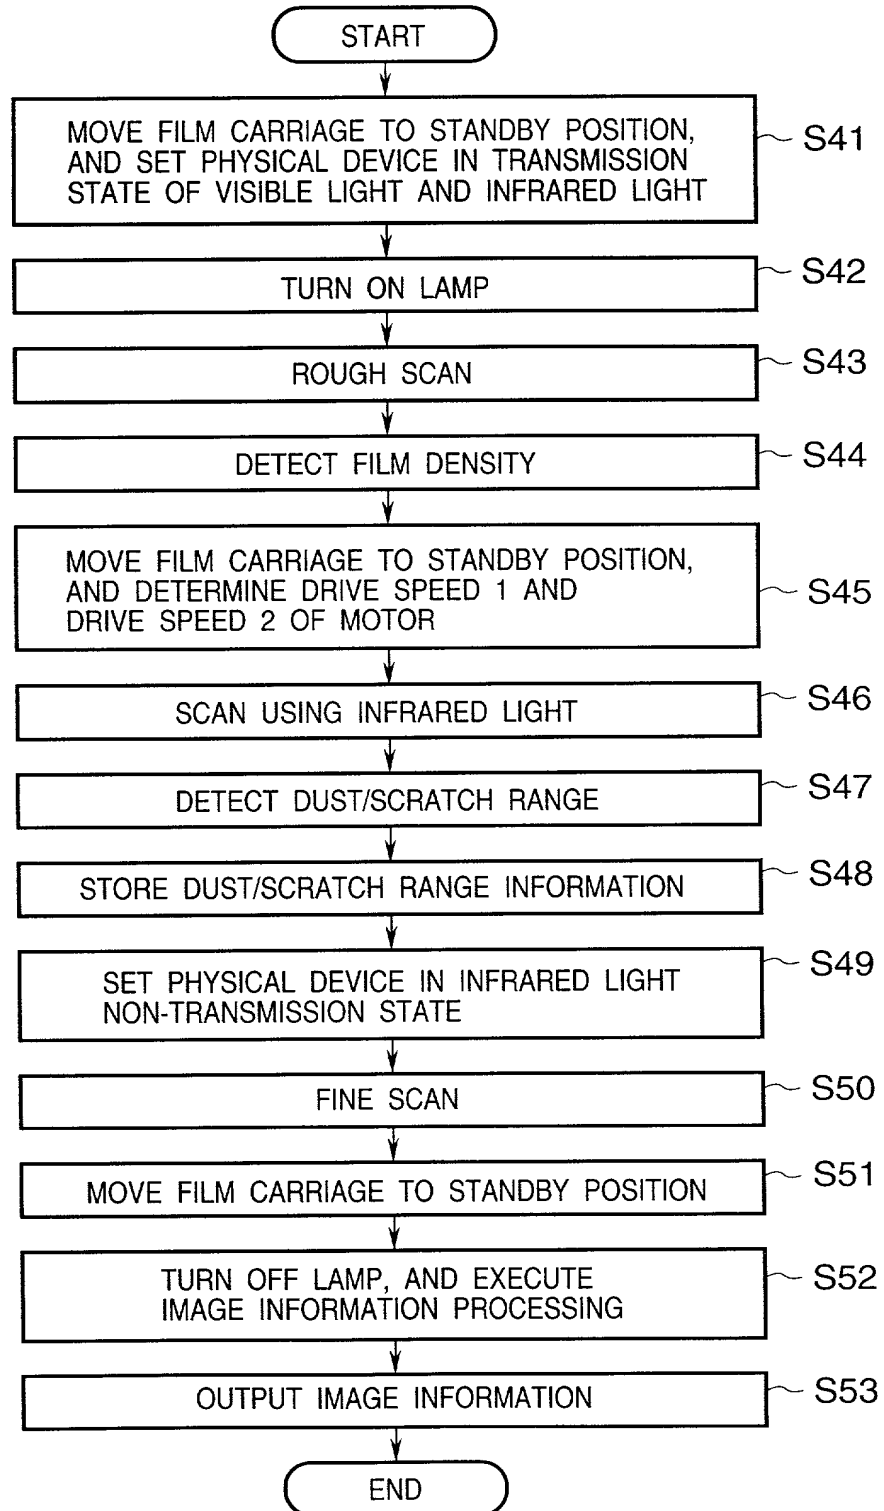 START
MOVE FILM CARRIAGE TO STANDBY POSITION,
AND SET PHYSICAL DEVICE IN TRANSMISSION
STATE OF VISIBLE LIGHT AND INFRARED LIGHT
S41
TURN ON LAMP
S42
ROUGH SCAN
S43
DETECT FILM DENSITY
S44
MOVE FILM CARRIAGE TO STANDBY POSITION,
AND DETERMINE DRIVE SPEED 1 AND
DRIVE SPEED 2 OF MOTOR
S45
SCAN USING INFRARED LIGHT
S46
DETECT DUST/SCRATCH RANGE
S47
STORE DUST/SCRATCH RANGE INFORMATION
S48
SET PHYSICAL DEVICE IN INFRARED LIGHT
NON-TRANSMISSION STATE
S49
FINE SCAN
S50
MOVE FILM CARRIAGE TO STANDBY POSITION
S51
TURN OFF LAMP, AND EXECUTE
IMAGE INFORMATION PROCESSING
S52
OUTPUT IMAGE INFORMATION
S53
END